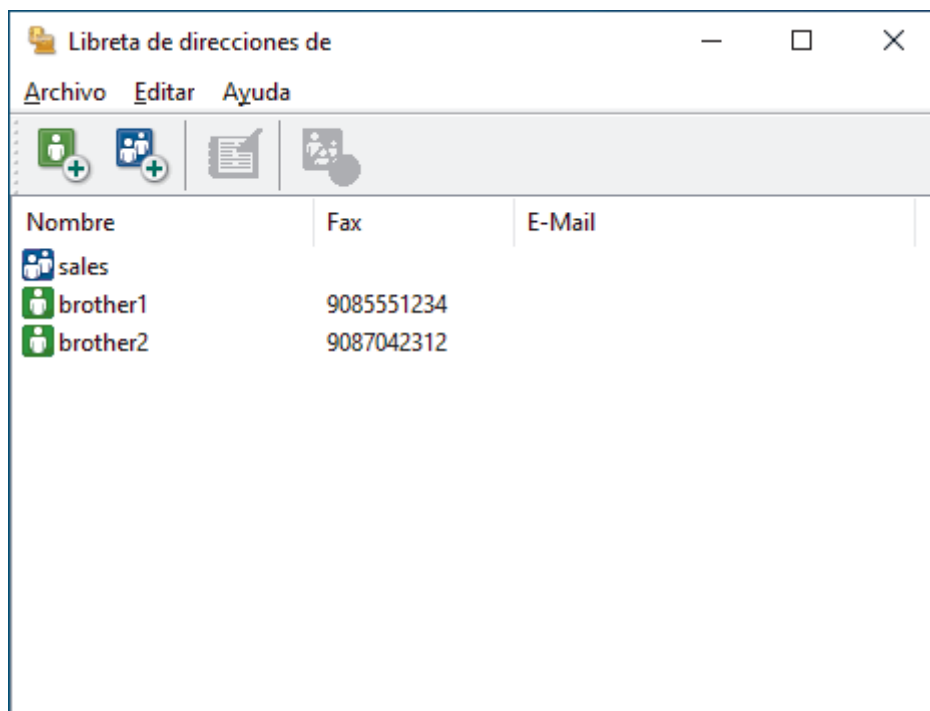 Libreta de direcciones de
Archivo Editar Ayuda
Nombre Fax E-Mail
sales
brother1 9085551234
brother2 9087042312